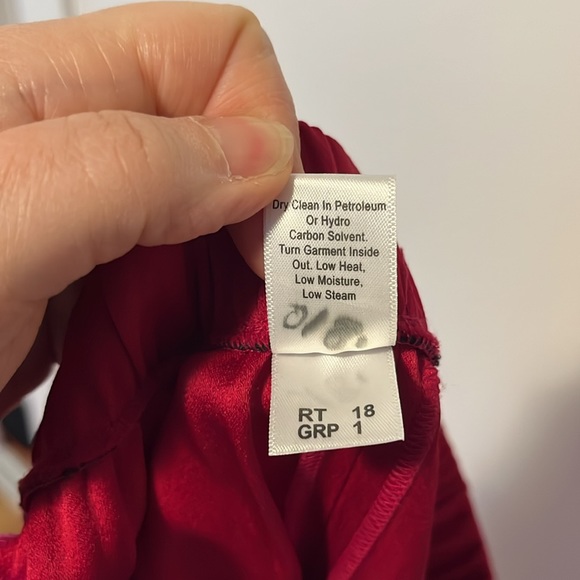 Dry Clean In Petroleum
Or Hydro
Carbon Solvent.
Turn Garment Inside
Out. Low Heat,
Low Moisture,
Low Steam
RT 18
GRP 1